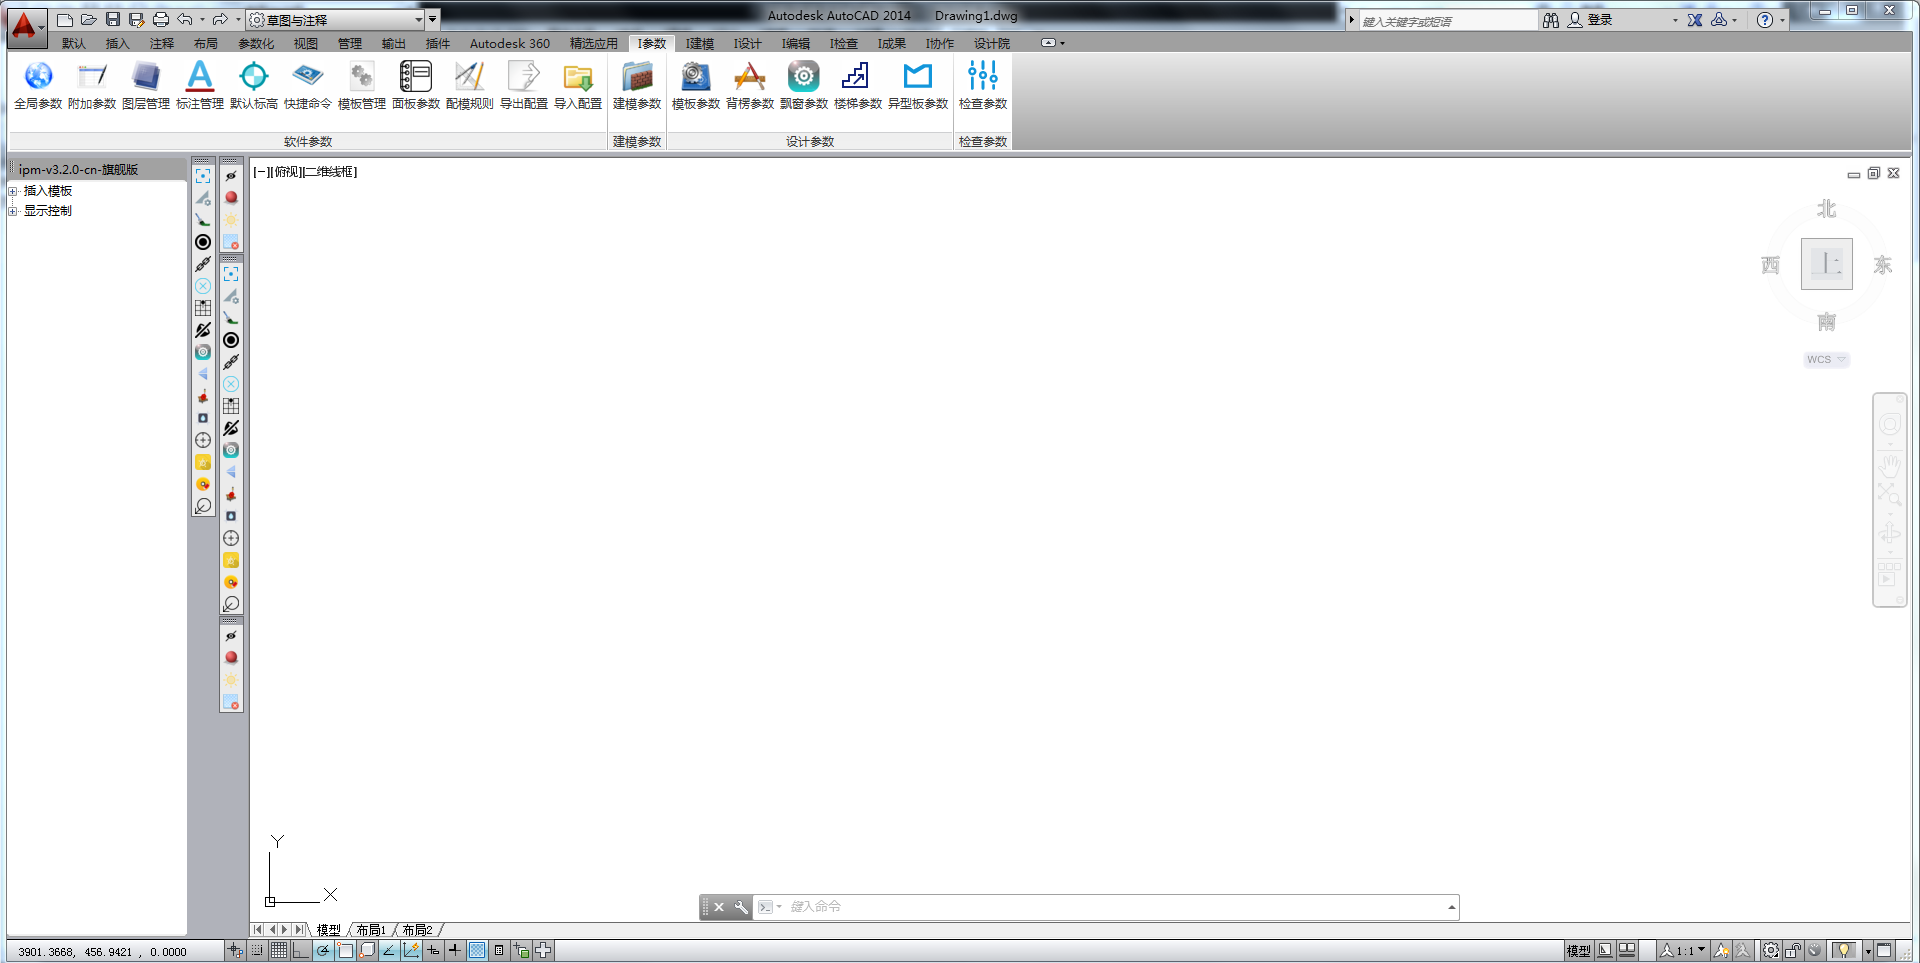 草图与注释
Autodesk AutoCAD 2014 Drawing1.dwg
键入关键字或短语
登录
默认 插入 注释 布局 参数化 视图 管理 输出 插件 Autodesk 360 精选应用 I参数 I建模 I设计 I编辑 I检查 I成果 I协作 设计院
全局参数 附加参数 图层管理 标注管理 默认标高 快捷命令 模板管理 面板参数 配模规则 导出配置 导入配置 建模参数 模板参数 背楞参数 飘窗参数 楼梯参数 异型板参数 检查参数
软件参数 建模参数 设计参数 检查参数
ipm-v3.2.0-cn-旗舰版
插入模板
显示控制
[−][俯视][二维线框]
北
西 上 东
南
WCS
Y
X
键入命令
模型 布局1 布局2
3901.3668, 456.9421 , 0.0000
模型 1:1